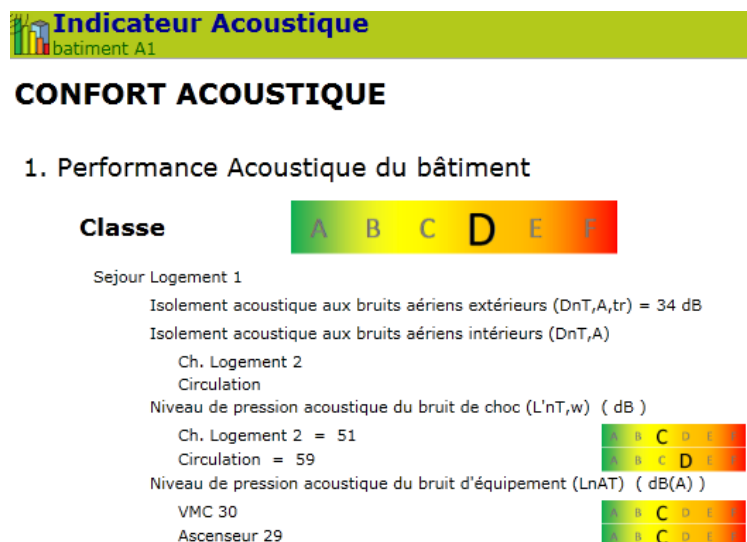 Indicateur Acoustique
batiment A1
CONFORT ACOUSTIQUE
1. Performance Acoustique du bâtiment
Classe A B C D E F
Sejour Logement 1
Isolement acoustique aux bruits aériens extérieurs (DnT,A,tr) = 34 dB
Isolement acoustique aux bruits aériens intérieurs (DnT,A)
Ch. Logement 2
Circulation
Niveau de pression acoustique du bruit de choc (L'nT,w) ( dB )
Ch. Logement 2 = 51 A B C D E F
Circulation = 59 A B C D E F
Niveau de pression acoustique du bruit d'équipement (LnAT) ( dB(A) )
VMC 30 A B C D E F
Ascenseur 29 A B C D E F